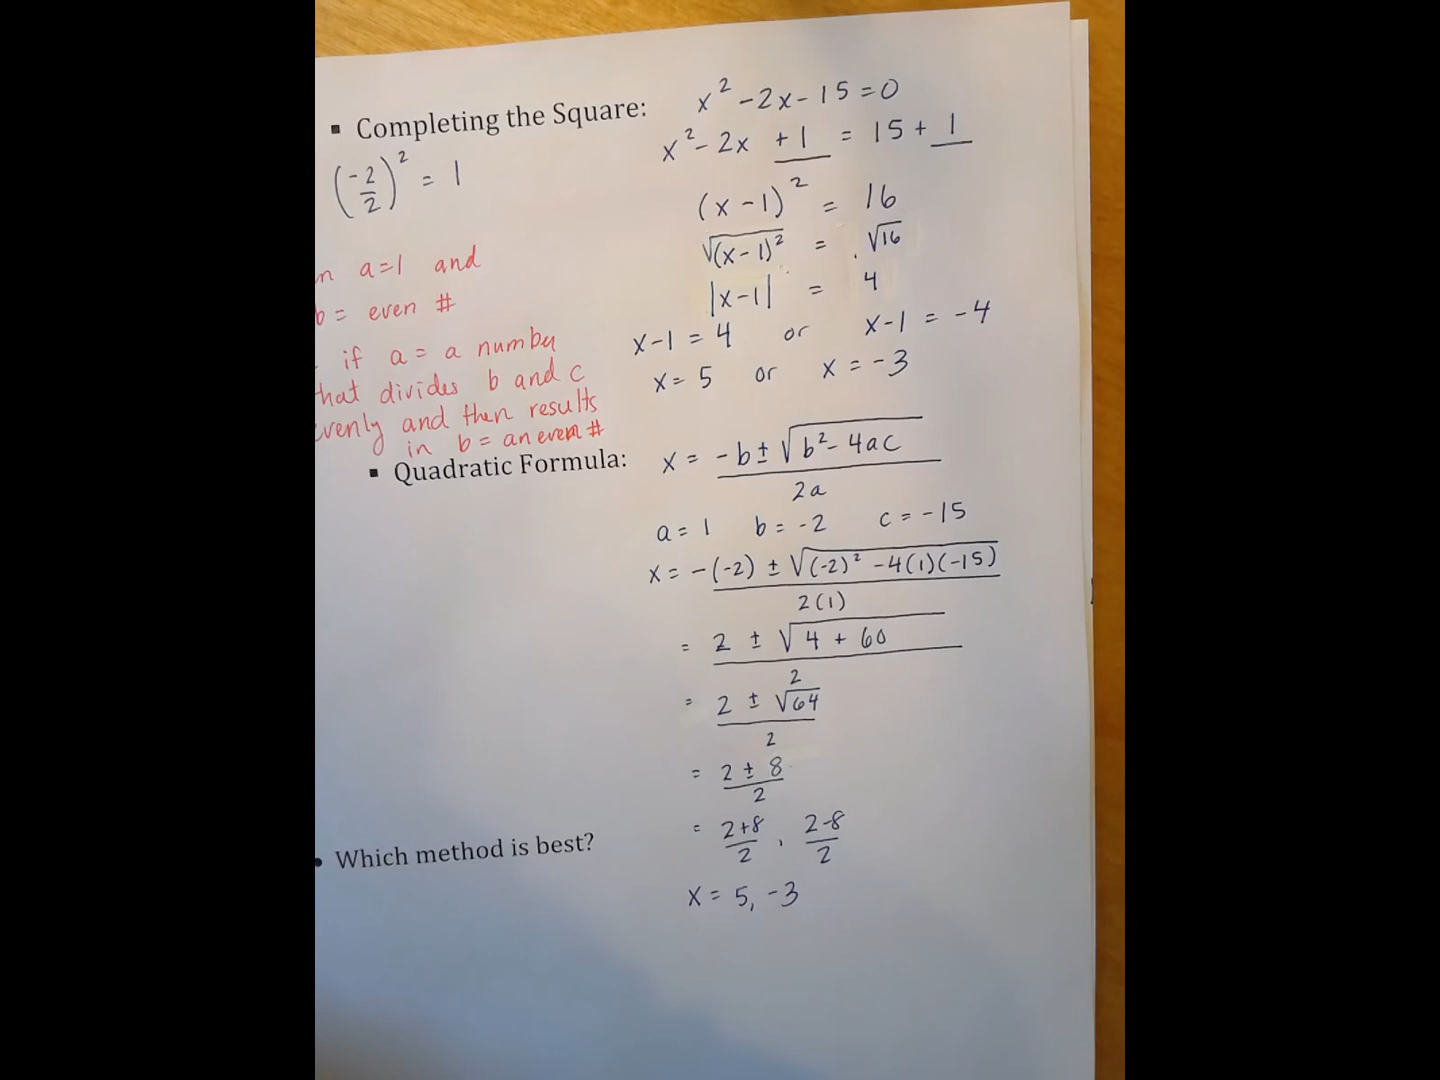 ▪ Completing the Square:
x² - 2x - 15 = 0
x² - 2x + 1 = 15 + 1
(-2/2)² = 1
(x - 1)² = 16
√(x - 1)² = √16
|x - 1| = 4
x - 1 = 4 or x - 1 = -4
x = 5 or x = -3
a=1 and
b = even #
if a = a number
that divides b and c
evenly and then results
in b = an even #
▪ Quadratic Formula:
x = -b ± √b² - 4ac / 2a
a = 1 b = -2 c = -15
x = -(-2) ± √(-2)² - 4(1)(-15) / 2(1)
= 2 ± √4 + 60 / 2
= 2 ± √64 / 2
= 2 ± 8 / 2
= 2+8/2 , 2-8/2
x = 5, -3
• Which method is best?